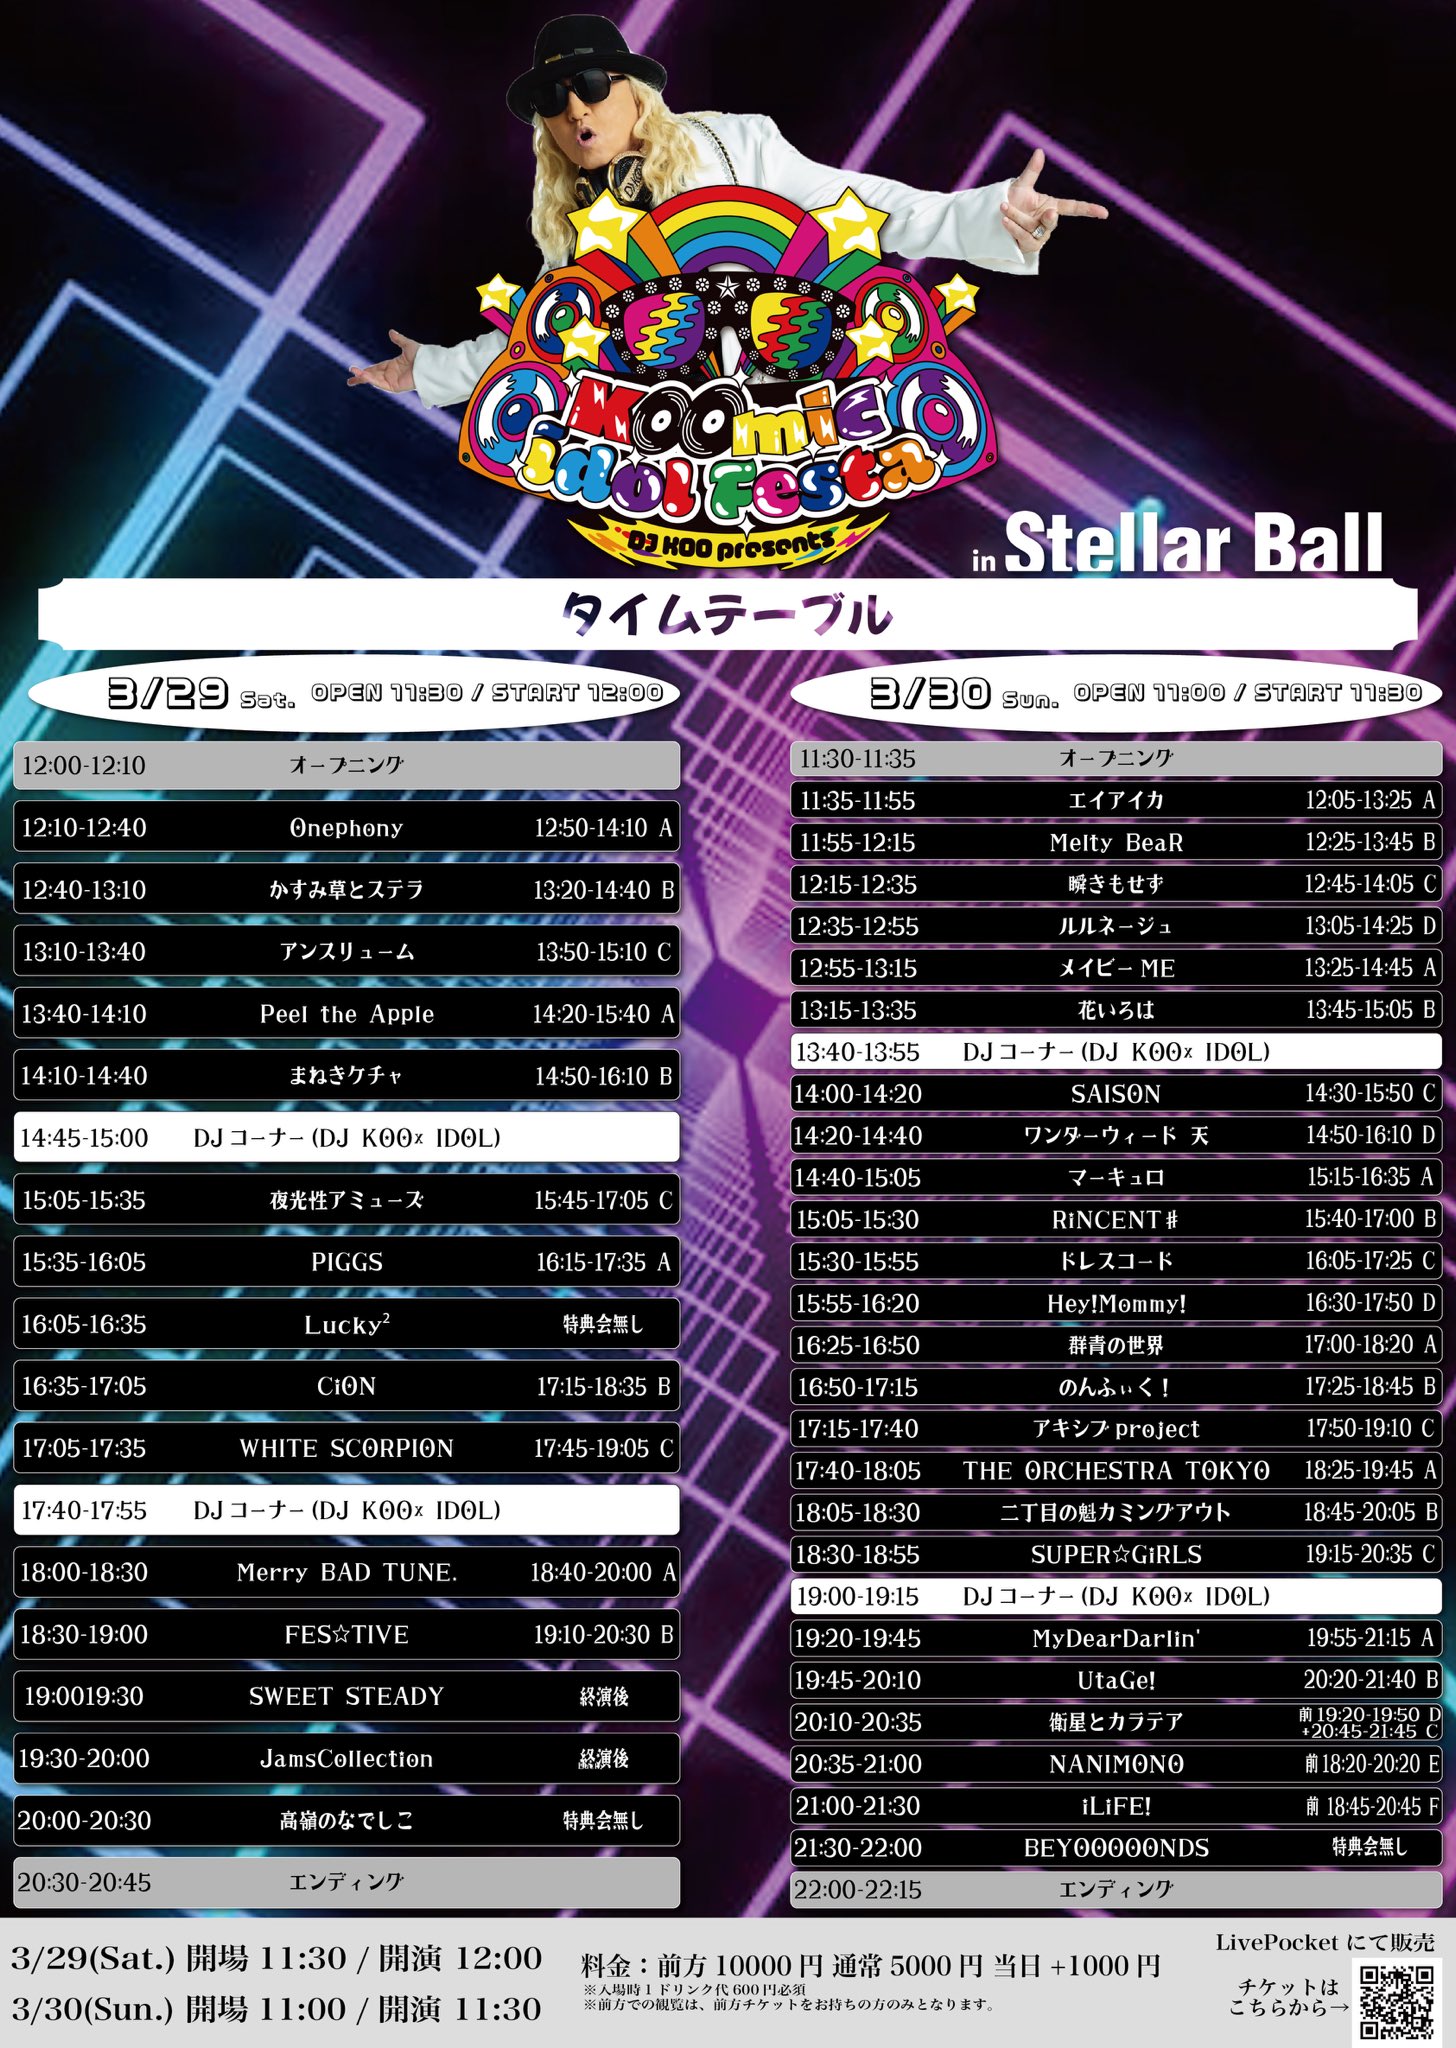 KOOmic
idol Festa
DJ KOO presents
in Stellar Ball
タイムテーブル
3/29 Sat. OPEN 11:30 / START 12:00
12:00-12:10 オープニング
12:10-12:40 Onephony 12:50-14:10 A
12:40-13:10 かすみ草とステラ 13:20-14:40 B
13:10-13:40 アンスリューム 13:50-15:10 C
13:40-14:10 Peel the Apple 14:20-15:40 A
14:10-14:40 まねきケチャ 14:50-16:10 B
14:45-15:00 DJコーナー(DJ KOO× IDOL)
15:05-15:35 夜光性アミューズ 15:45-17:05 C
15:35-16:05 PIGGS 16:15-17:35 A
16:05-16:35 Lucky² 特典会無し
16:35-17:05 CiON 17:15-18:35 B
17:05-17:35 WHITE SCORPION 17:45-19:05 C
17:40-17:55 DJコーナー(DJ KOO× IDOL)
18:00-18:30 Merry BAD TUNE. 18:40-20:00 A
18:30-19:00 FES☆TIVE 19:10-20:30 B
19:0019:30 SWEET STEADY 終演後
19:30-20:00 JamsCollection 終演後
20:00-20:30 高嶺のなでしこ 特典会無し
20:30-20:45 エンディング
3/30 Sun. OPEN 11:00 / START 11:30
11:30-11:35 オープニング
11:35-11:55 エイアイカ 12:05-13:25 A
11:55-12:15 Melty BeaR 12:25-13:45 B
12:15-12:35 瞬きもせず 12:45-14:05 C
12:35-12:55 ルルネージュ 13:05-14:25 D
12:55-13:15 メイビーME 13:25-14:45 A
13:15-13:35 花いろは 13:45-15:05 B
13:40-13:55 DJコーナー(DJ KOO× IDOL)
14:00-14:20 SAISON 14:30-15:50 C
14:20-14:40 ワンダーウィード 天 14:50-16:10 D
14:40-15:05 マーキュロ 15:15-16:35 A
15:05-15:30 RiNCENT♯ 15:40-17:00 B
15:30-15:55 ドレスコード 16:05-17:25 C
15:55-16:20 Hey!Mommy! 16:30-17:50 D
16:25-16:50 群青の世界 17:00-18:20 A
16:50-17:15 のんふぃく! 17:25-18:45 B
17:15-17:40 アキシブproject 17:50-19:10 C
17:40-18:05 THE ORCHESTRA TOKYO 18:25-19:45 A
18:05-18:30 二丁目の魁カミングアウト 18:45-20:05 B
18:30-18:55 SUPER☆GiRLS 19:15-20:35 C
19:00-19:15 DJコーナー(DJ KOO× IDOL)
19:20-19:45 MyDearDarlin' 19:55-21:15 A
19:45-20:10 UtaGe! 20:20-21:40 B
20:10-20:35 衛星とカラテア 前19:20-19:50 D
+20:45-21:45 C
20:35-21:00 NANIMONO 前18:20-20:20 E
21:00-21:30 iLiFE! 前 18:45-20:45 F
21:30-22:00 BEYOOOOONDS 特典会無し
22:00-22:15 エンディング
3/29(Sat.) 開場 11:30 / 開演 12:00
3/30(Sun.) 開場 11:00 / 開演 11:30
料金：前方10000円 通常5000円 当日+1000円
※入場時1ドリンク代600円必須
※前方での観覧は、前方チケットをお持ちの方のみとなります。
LivePocketにて販売
チケットは
こちらから→